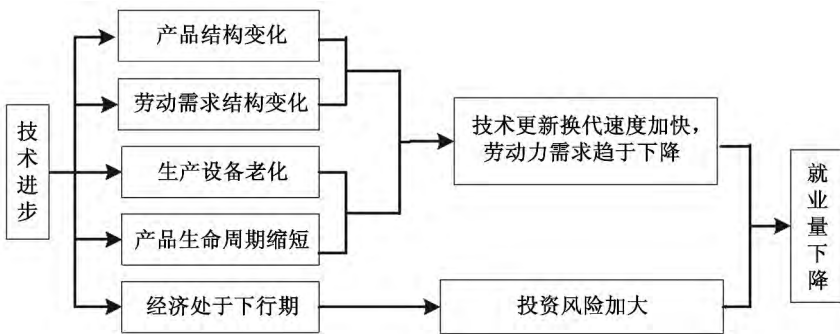 技术进步
产品结构变化
劳动需求结构变化
生产设备老化
产品生命周期缩短
经济处于下行期
技术更新换代速度加快，
劳动力需求趋于下降
投资风险加大
就业量下降